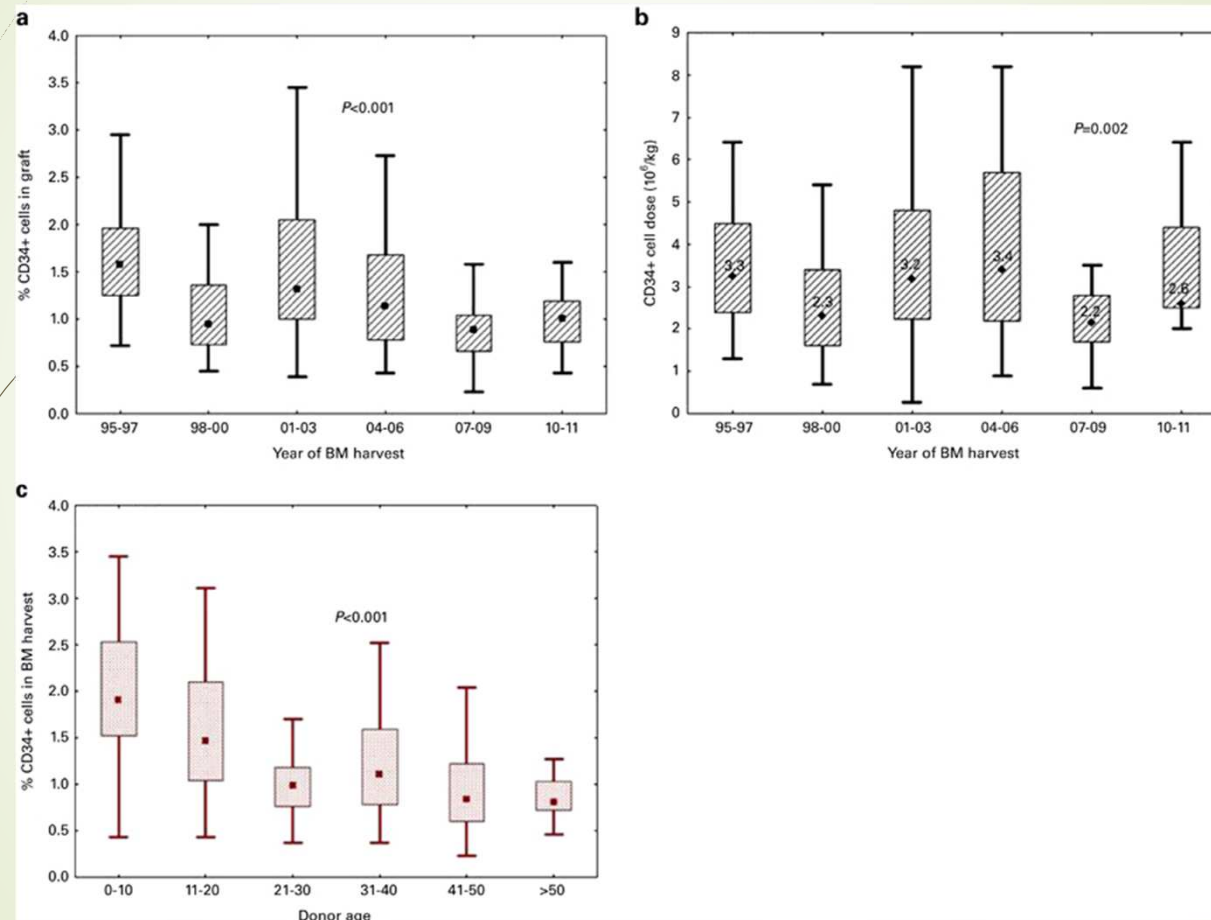 a
4.0
3.5
3.0
2.5
2.0
1.5
1.0
0.5
0.0
% CD34+ cells in graft
P<0.001
95-97 98-00 01-03 04-06 07-09 10-11
Year of BM harvest
b
9
8
7
6
5
4
3
2
1
0
CD34+ cell dose (10⁶/kg)
P=0.002
3.3
2.3
3.2
3.4
2.2
2.6
95-97 98-00 01-03 04-06 07-09 10-11
Year of BM harvest
c
4.0
3.5
3.0
2.5
2.0
1.5
1.0
0.5
0.0
% CD34+ cells in BM harvest
P<0.001
0-10 11-20 21-30 31-40 41-50 >50
Donor age